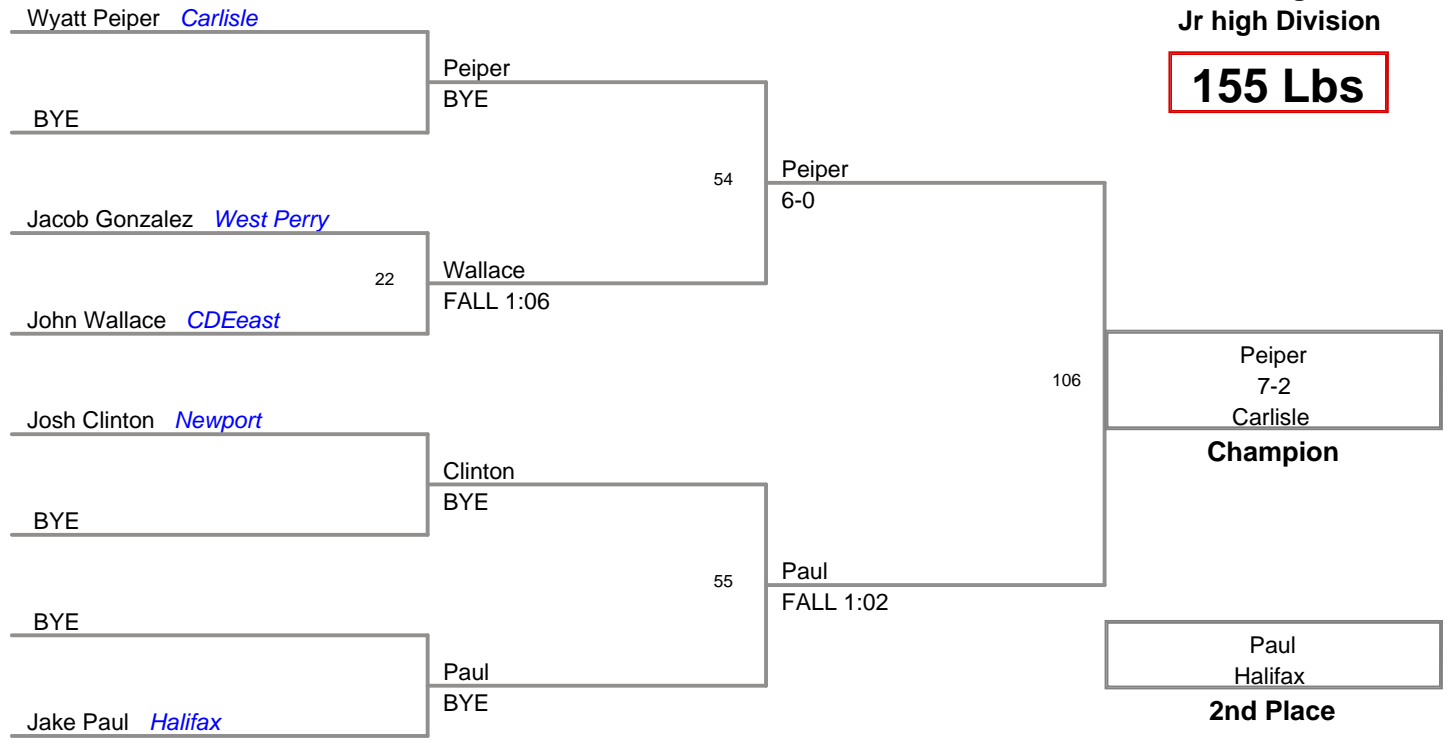 Jr high Division
155 Lbs
Wyatt Peiper Carlisle
Peiper
BYE
BYE
54
Peiper
6-0
Jacob Gonzalez West Perry
22
Wallace
FALL 1:06
John Wallace CDEeast
106
Peiper
7-2
Carlisle
Champion
Josh Clinton Newport
Clinton
BYE
BYE
55
Paul
FALL 1:02
BYE
Paul
BYE
Jake Paul Halifax
Paul
Halifax
2nd Place